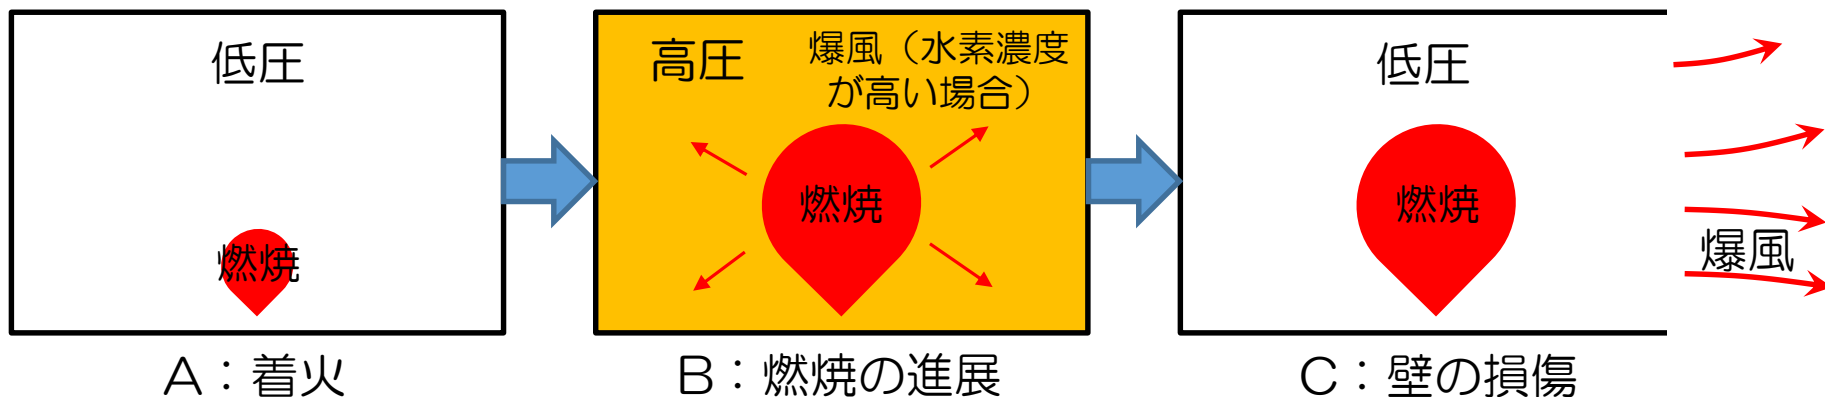 低圧
燃焼
A：着火
高圧
爆風（水素濃度
が高い場合）
燃焼
B：燃焼の進展
低圧
燃焼
爆風
C：壁の損傷